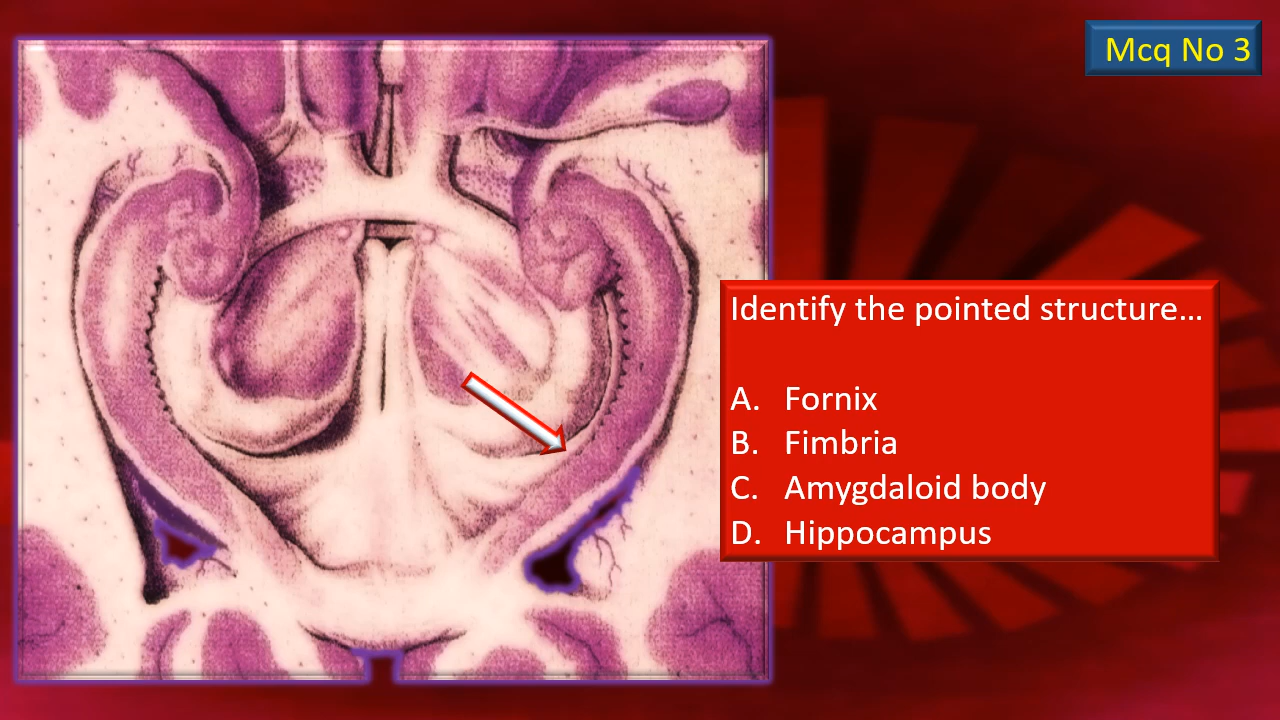 Mcq No 3
Identify the pointed structure...
A. Fornix
B. Fimbria
C. Amygdaloid body
D. Hippocampus